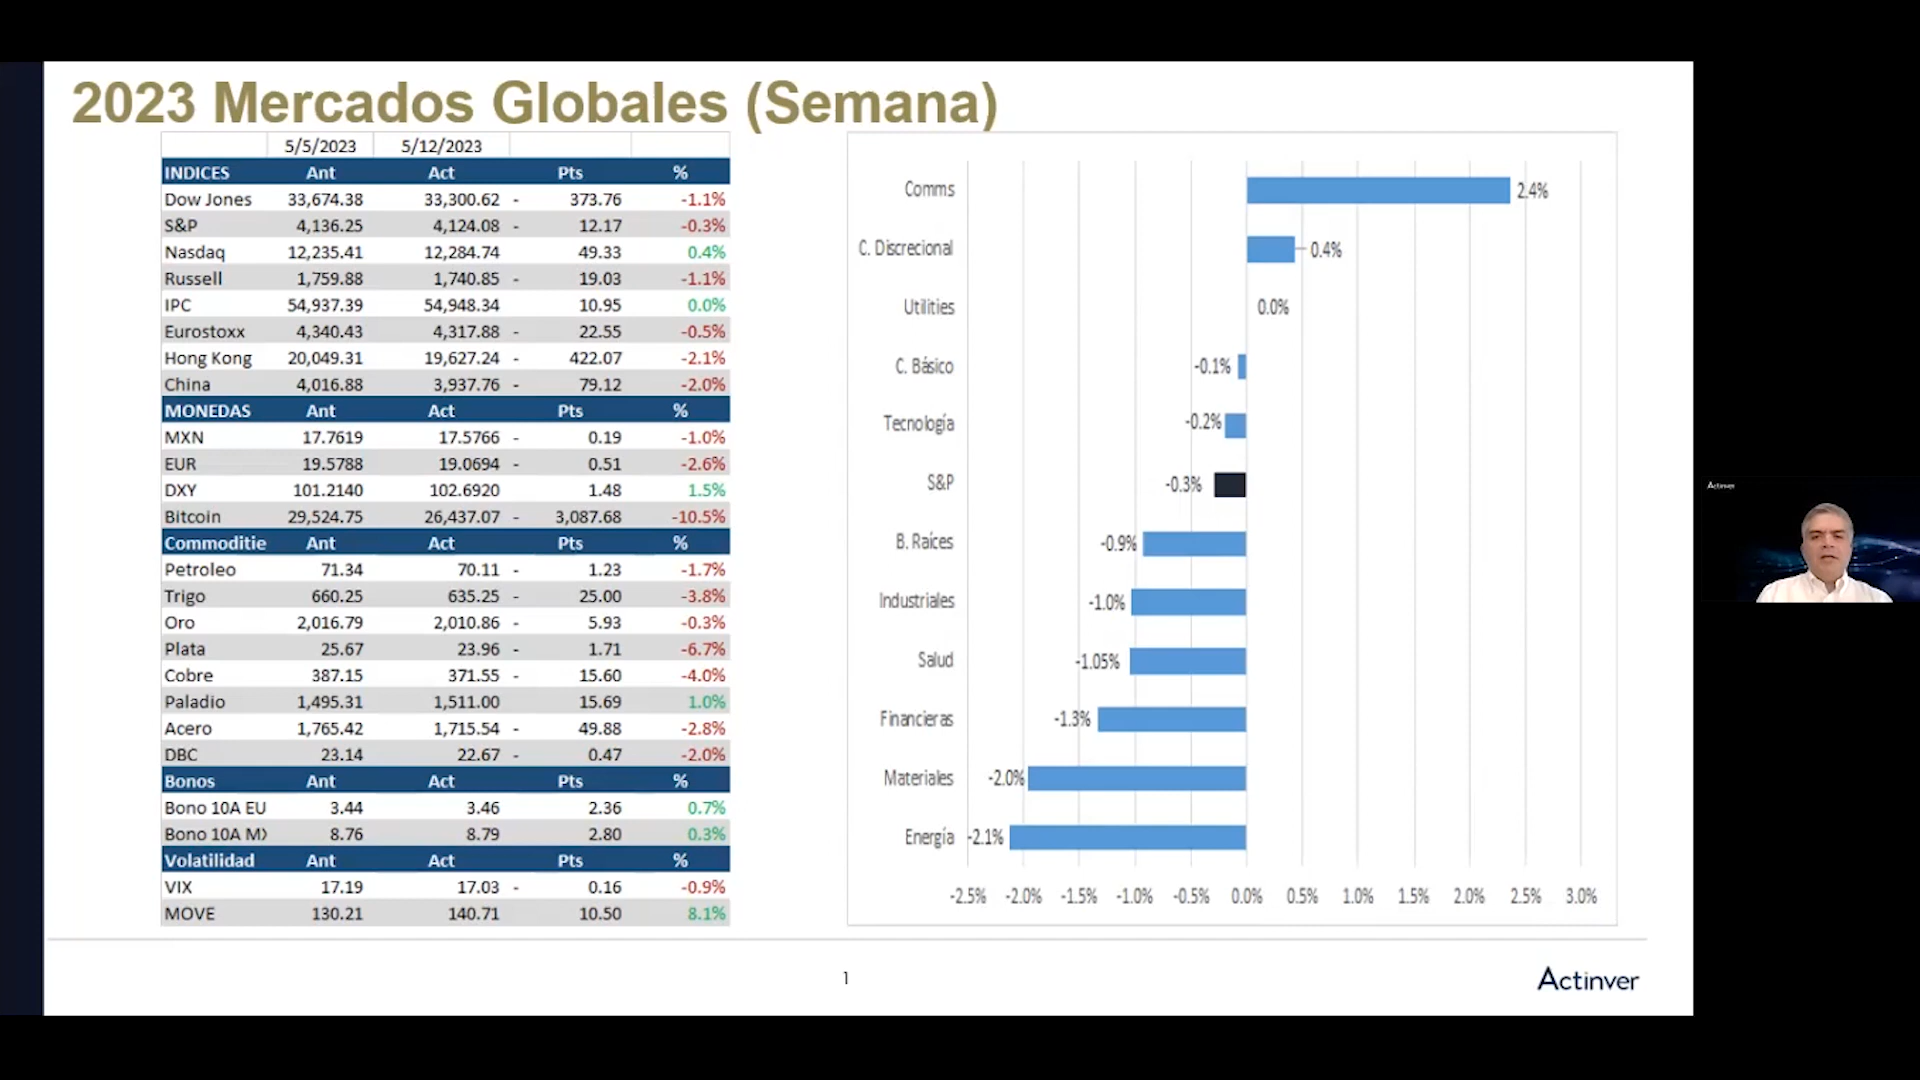 2023 Mercados Globales (Semana)
5/5/2023 5/12/2023
INDICES Ant Act Pts %
Dow Jones 33,674.38 33,300.62 - 373.76 -1.1%
S&P 4,136.25 4,124.08 - 12.17 -0.3%
Nasdaq 12,235.41 12,284.74 49.33 0.4%
Russell 1,759.88 1,740.85 - 19.03 -1.1%
IPC 54,937.39 54,948.34 10.95 0.0%
Eurostoxx 4,340.43 4,317.88 - 22.55 -0.5%
Hong Kong 20,049.31 19,627.24 - 422.07 -2.1%
China 4,016.88 3,937.76 - 79.12 -2.0%
MONEDAS Ant Act Pts %
MXN 17.7619 17.5766 - 0.19 -1.0%
EUR 19.5788 19.0694 - 0.51 -2.6%
DXY 101.2140 102.6920 1.48 1.5%
Bitcoin 29,524.75 26,437.07 - 3,087.68 -10.5%
Commoditie Ant Act Pts %
Petroleo 71.34 70.11 - 1.23 -1.7%
Trigo 660.25 635.25 - 25.00 -3.8%
Oro 2,016.79 2,010.86 - 5.93 -0.3%
Plata 25.67 23.96 - 1.71 -6.7%
Cobre 387.15 371.55 - 15.60 -4.0%
Paladio 1,495.31 1,511.00 15.69 1.0%
Acero 1,765.42 1,715.54 - 49.88 -2.8%
DBC 23.14 22.67 - 0.47 -2.0%
Bonos Ant Act Pts %
Bono 10A EU 3.44 3.46 2.36 0.7%
Bono 10A MX 8.76 8.79 2.80 0.3%
Volatilidad Ant Act Pts %
VIX 17.19 17.03 - 0.16 -0.9%
MOVE 130.21 140.71 10.50 8.1%
Comms 2.4%
C. Discrecional 0.4%
Utilities 0.0%
C. Básico -0.1%
Tecnología -0.2%
S&P -0.3%
B. Raíces -0.9%
Industriales -1.0%
Salud -1.05%
Financieras -1.3%
Materiales -2.0%
Energía -2.1%
-2.5% -2.0% -1.5% -1.0% -0.5% 0.0% 0.5% 1.0% 1.5% 2.0% 2.5% 3.0%
1
Actinver
Actinver